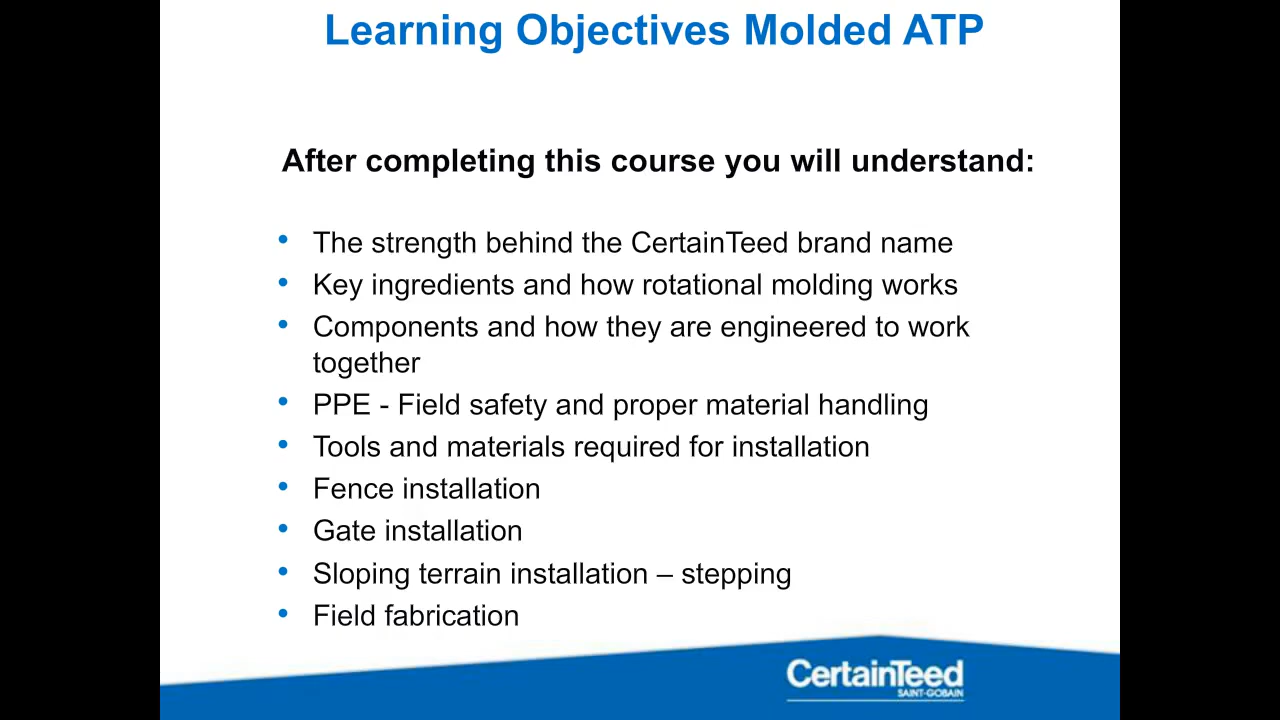 Learning Objectives Molded ATP
After completing this course you will understand:
• The strength behind the CertainTeed brand name
• Key ingredients and how rotational molding works
• Components and how they are engineered to work
together
• PPE - Field safety and proper material handling
• Tools and materials required for installation
• Fence installation
• Gate installation
• Sloping terrain installation – stepping
• Field fabrication
CertainTeed
SAINT-GOBAIN